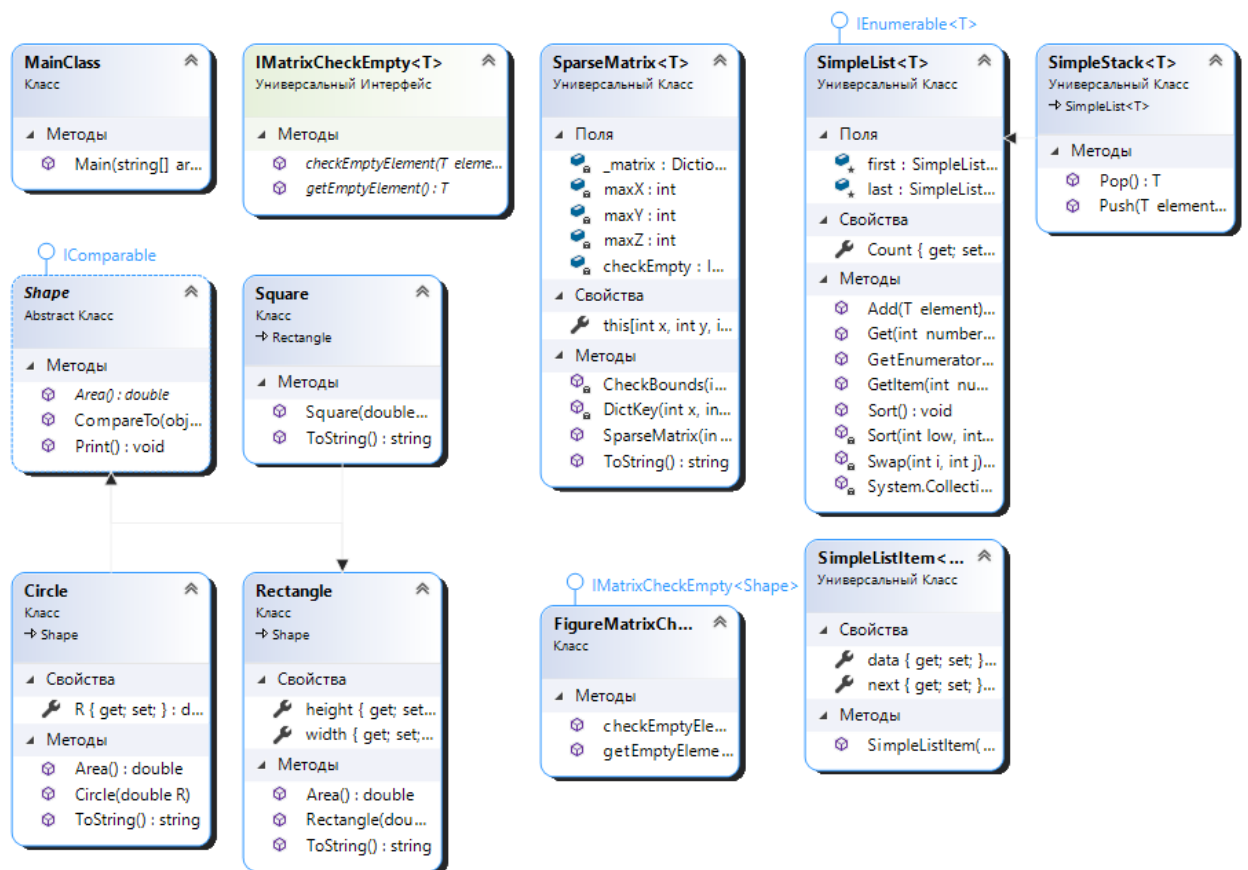 MainClass
Класс
Методы
Main(string[] ar...
IMatrixCheckEmpty<T>
Универсальный Интерфейс
Методы
checkEmptyElement(T eleme...
getEmptyElement() : T
SparseMatrix<T>
Универсальный Класс
Поля
_matrix : Dictio...
maxX : int
maxY : int
maxZ : int
checkEmpty : I...
Свойства
this[int x, int y, i...
Методы
CheckBounds(i...
DictKey(int x, in...
SparseMatrix(in ...
ToString() : string
IEnumerable<T>
SimpleList<T>
Универсальный Класс
Поля
first : SimpleList...
last : SimpleList...
Свойства
Count { get; set...
Методы
Add(T element)...
Get(int number...
GetEnumerator...
GetItem(int nu...
Sort() : void
Sort(int low, int...
Swap(int i, int j)...
System.Collecti...
SimpleStack<T>
Универсальный Класс
SimpleList<T>
Методы
Pop() : T
Push(T element...
IComparable
Shape
Abstract Класс
Методы
Area() : double
CompareTo(obj...
Print() : void
Square
Класс
Rectangle
Методы
Square(double...
ToString() : string
Circle
Класс
Shape
Свойства
R { get; set; } : d...
Методы
Area() : double
Circle(double R)
ToString() : string
Rectangle
Класс
Shape
Свойства
height { get; set...
width { get; set;...
Методы
Area() : double
Rectangle(dou...
ToString() : string
IMatrixCheckEmpty<Shape>
FigureMatrixCh...
Класс
Методы
checkEmptyEle...
getEmptyEleme...
SimpleListItem<...
Универсальный Класс
Свойства
data { get; set; }...
next { get; set; }...
Методы
SimpleListItem(...